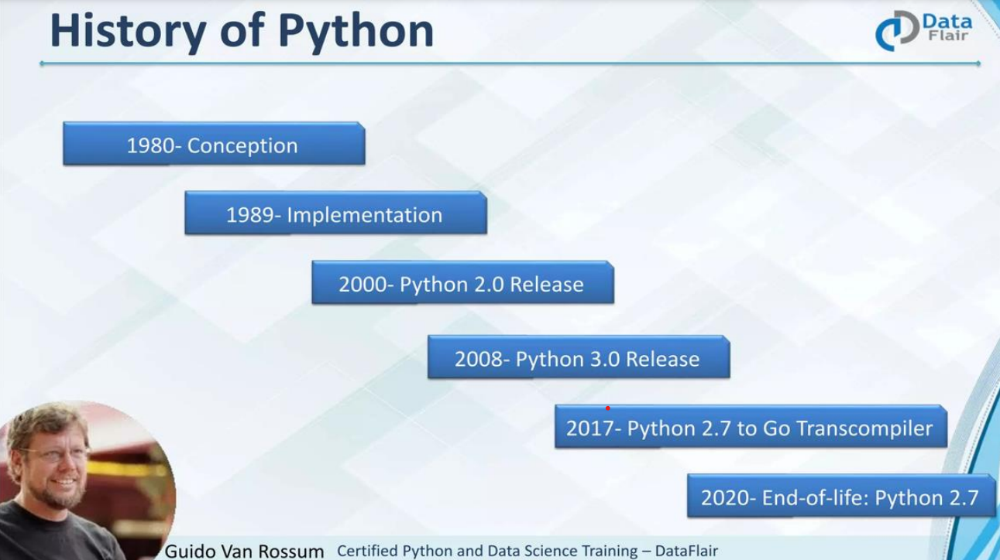 History of Python
Data
Flair
1980- Conception
1989- Implementation
2000- Python 2.0 Release
2008- Python 3.0 Release
2017- Python 2.7 to Go Transcompiler
2020- End-of-life: Python 2.7
Guido Van Rossum Certified Python and Data Science Training – DataFlair